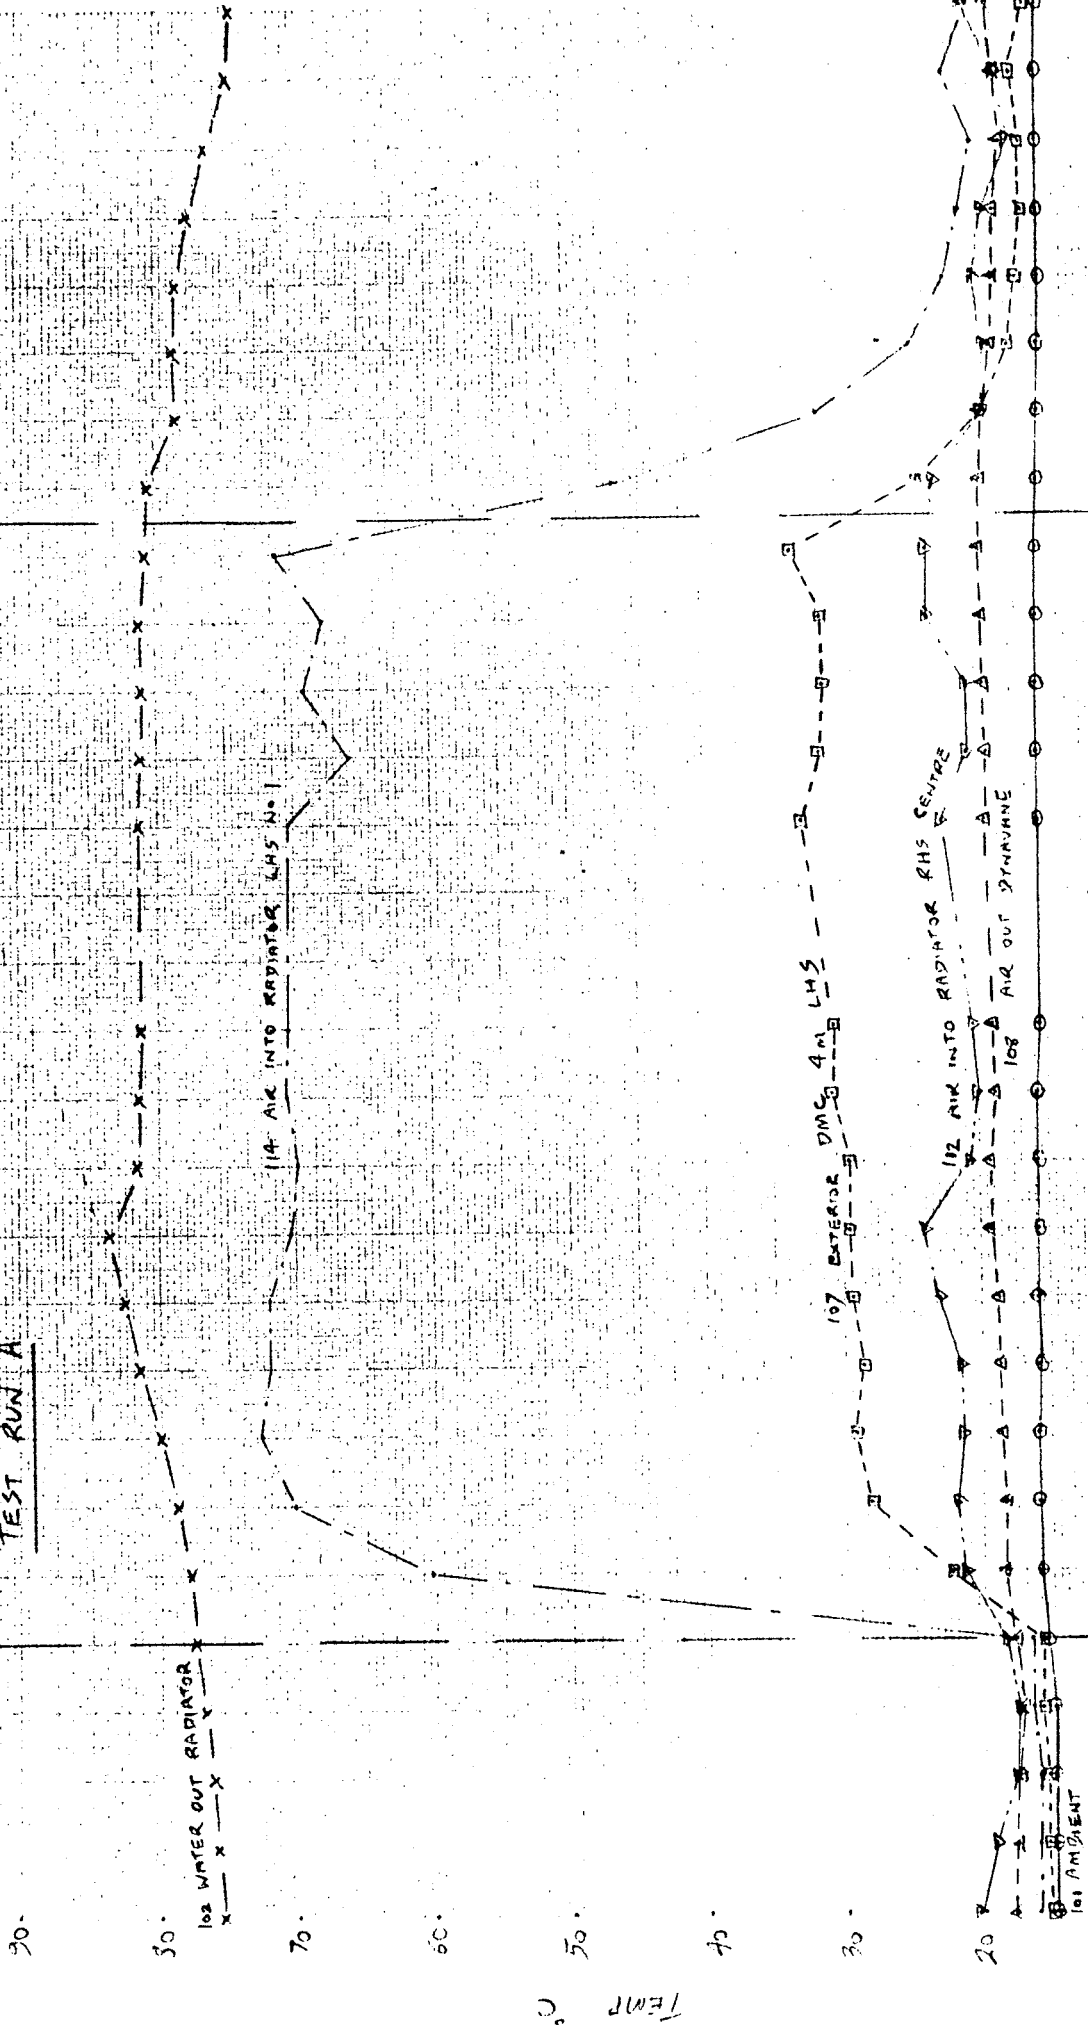 TEST RUN A
90
80
70
60
50
40
30
20
TEMP °C
102 WATER OUT RADIATOR
114 AIR INTO RADIATOR LHS No 1
107 EXTERIOR DMC 4M LHS
112 AIR INTO RADIATOR RHS CENTRE
108 AIR OUT DYNAVANE
101 AMBIENT